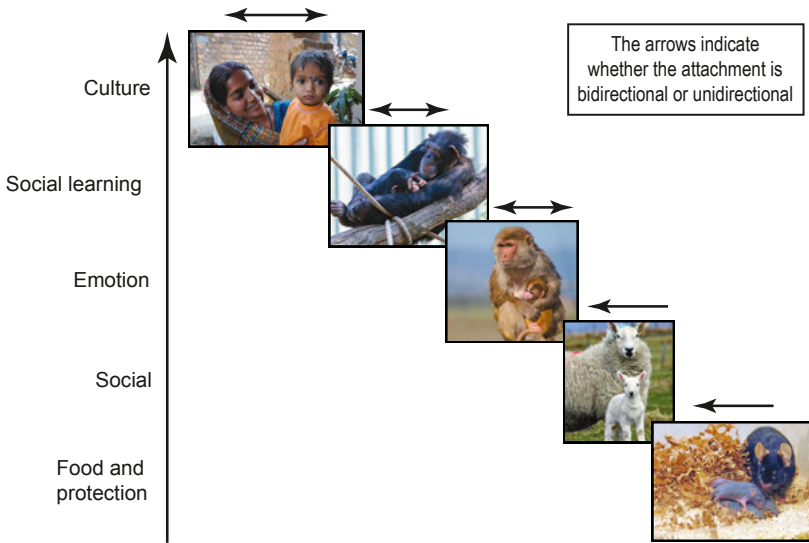 The arrows indicate
whether the attachment is
bidirectional or unidirectional
Culture
Social learning
Emotion
Social
Food and
protection